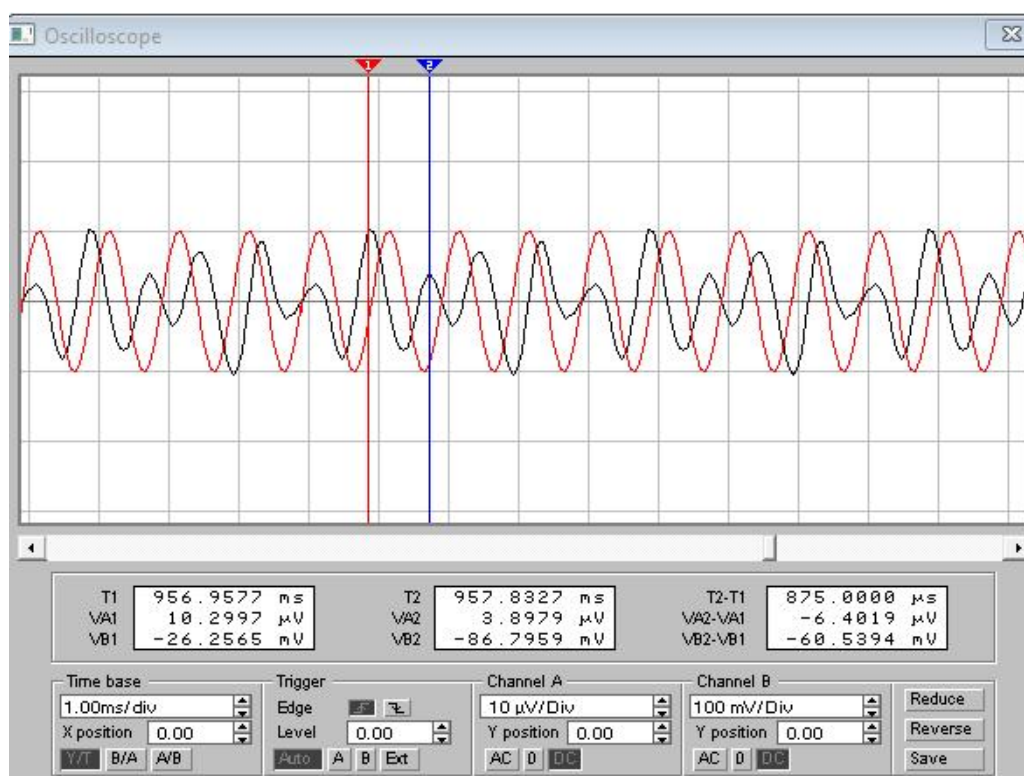 Oscilloscope
1 2
T1 956.9577 ms T2 957.8327 ms T2-T1 875.0000 µs
VA1 10.2997 µV VA2 3.8979 µV VA2-VA1 -6.4019 µV
VB1 -26.2565 mV VB2 -86.7959 mV VB2-VB1 -60.5394 mV
Time base Trigger Channel A Channel B
1.00ms/div Edge 10 µV/Div 100 mV/Div Reduce
X position 0.00 Level 0.00 Y position 0.00 Y position 0.00 Reverse
Y/T B/A A/B Auto A B Ext AC 0 DC AC 0 DC Save